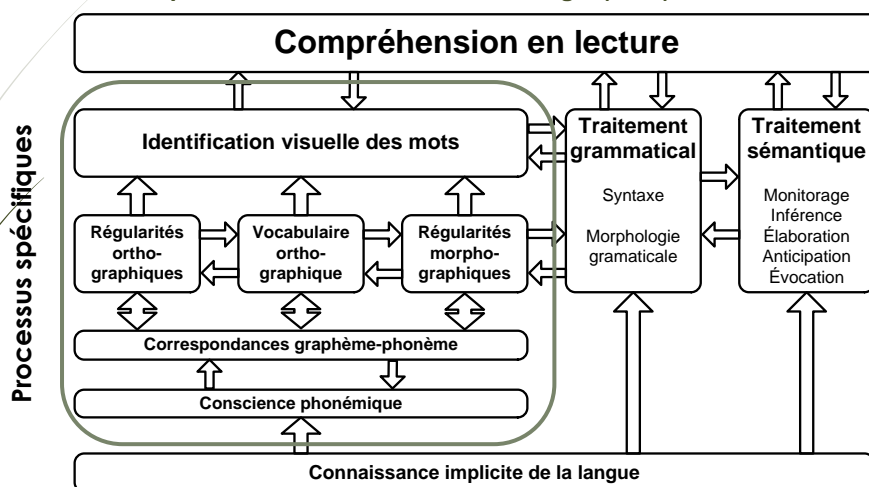 Compréhension en lecture
Processus spécifiques
Identification visuelle des mots
Traitement
grammatical
Syntaxe
Morphologie
gramaticale
Traitement
sémantique
Monitorage
Inférence
Élaboration
Anticipation
Évocation
Régularités
ortho-
graphiques
Vocabulaire
ortho-
graphique
Régularités
morpho-
graphiques
Correspondances graphème-phonème
Conscience phonémique
Connaissance implicite de la langue